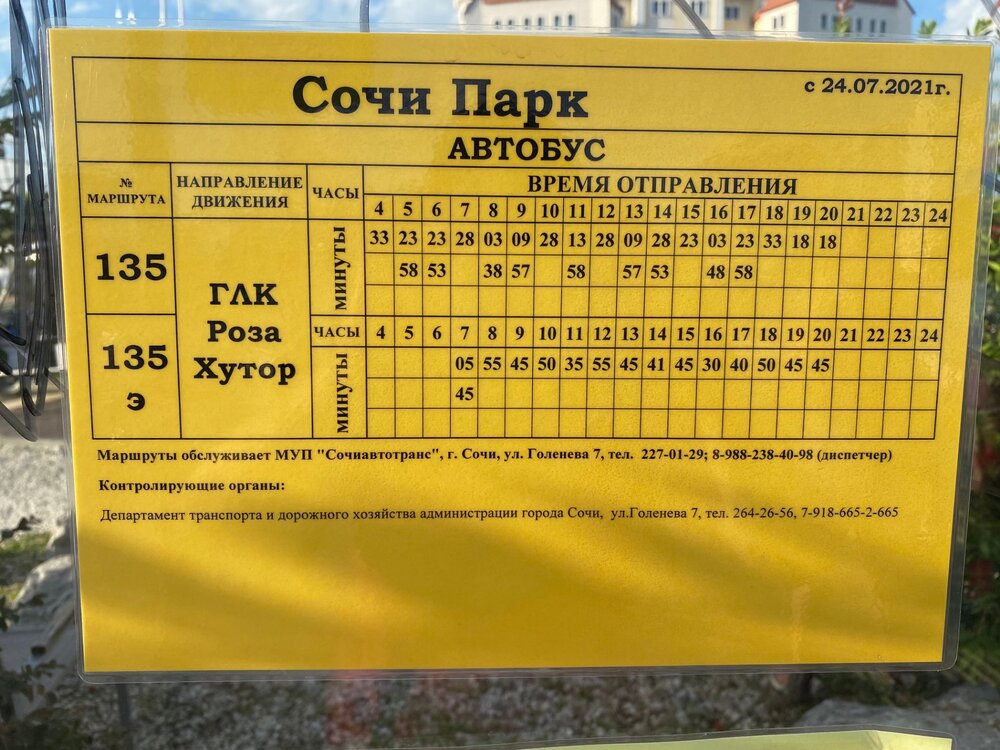 Сочи Парк
с 24.07.2021г.
АВТОБУС
№ МАРШРУТА
НАПРАВЛЕНИЕ ДВИЖЕНИЯ
ЧАСЫ
ВРЕМЯ ОТПРАВЛЕНИЯ
4 5 6 7 8 9 10 11 12 13 14 15 16 17 18 19 20 21 22 23 24
135
ГЛК
Роза
Хутор
минуты
33 23 23 28 03 09 28 13 28 09 28 23 03 23 33 18 18
58 53 38 57 58 57 53 48 58
135
э
ЧАСЫ
4 5 6 7 8 9 10 11 12 13 14 15 16 17 18 19 20 21 22 23 24
минуты
05 55 45 50 35 55 45 41 45 30 40 50 45 45
45
Маршруты обслуживает МУП "Сочиавтотранс", г. Сочи, ул. Голенева 7, тел. 227-01-29; 8-988-238-40-98 (диспетчер)
Контролирующие органы:
Департамент транспорта и дорожного хозяйства администрации города Сочи, ул.Голенева 7, тел. 264-26-56, 7-918-665-2-665